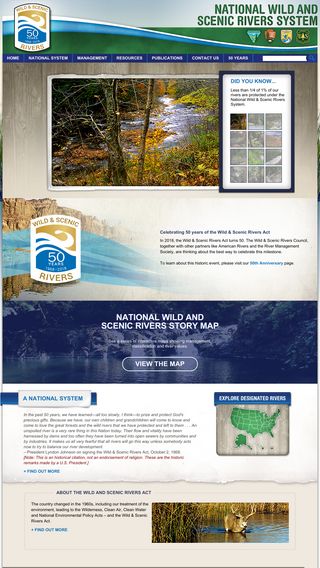 WILD & SCENIC
50
YEARS
1968 - 2018
RIVERS
NATIONAL WILD AND
SCENIC RIVERS SYSTEM
HOME
NATIONAL SYSTEM
MANAGEMENT
RESOURCES
PUBLICATIONS
CONTACT US
50 YEARS
DID YOU KNOW...
Less than 1/4 of 1% of our
rivers are protected under the
National Wild & Scenic Rivers
System.
WILD & SCENIC
50
YEARS
1968 - 2018
RIVERS
Celebrating 50 years of the Wild & Scenic Rivers Act
In 2018, the Wild & Scenic Rivers Act turns 50. The Wild & Scenic Rivers Council,
together with other partners like American Rivers and the River Management
Society, are thinking about the best way to celebrate this milestone.
To learn about this historic event, please visit our 50th Anniversary page.
NATIONAL WILD AND
SCENIC RIVERS STORY MAP
See a series of interactive maps showing management,
classification and river values
VIEW THE MAP
A NATIONAL SYSTEM
In the past 50 years, we have learned—all too slowly, I think—to prize and protect God's
precious gifts. Because we have, our own children and grandchildren will come to know and
come to love the great forests and the wild rivers that we have protected and left to them . . . An
unspoiled river is a very rare thing in this Nation today. Their flow and vitality have been
harnessed by dams and too often they have been turned into open sewers by communities and
by industries. It makes us all very fearful that all rivers will go this way unless somebody acts
now to try to balance our river development.
– President Lyndon Johnson on signing the Wild & Scenic Rivers Act, October 2, 1968.
[Note: This is an historical citation, not an endorsement of religion. These are the historic
remarks made by a U.S. President.]
+ FIND OUT MORE
EXPLORE DESIGNATED RIVERS
ABOUT THE WILD AND SCENIC RIVERS ACT
The country changed in the 1960s, including our treatment of the
environment, leading to the Wilderness, Clean Air, Clean Water
and National Environmental Policy Acts – and the Wild & Scenic
Rivers Act.
+ FIND OUT MORE